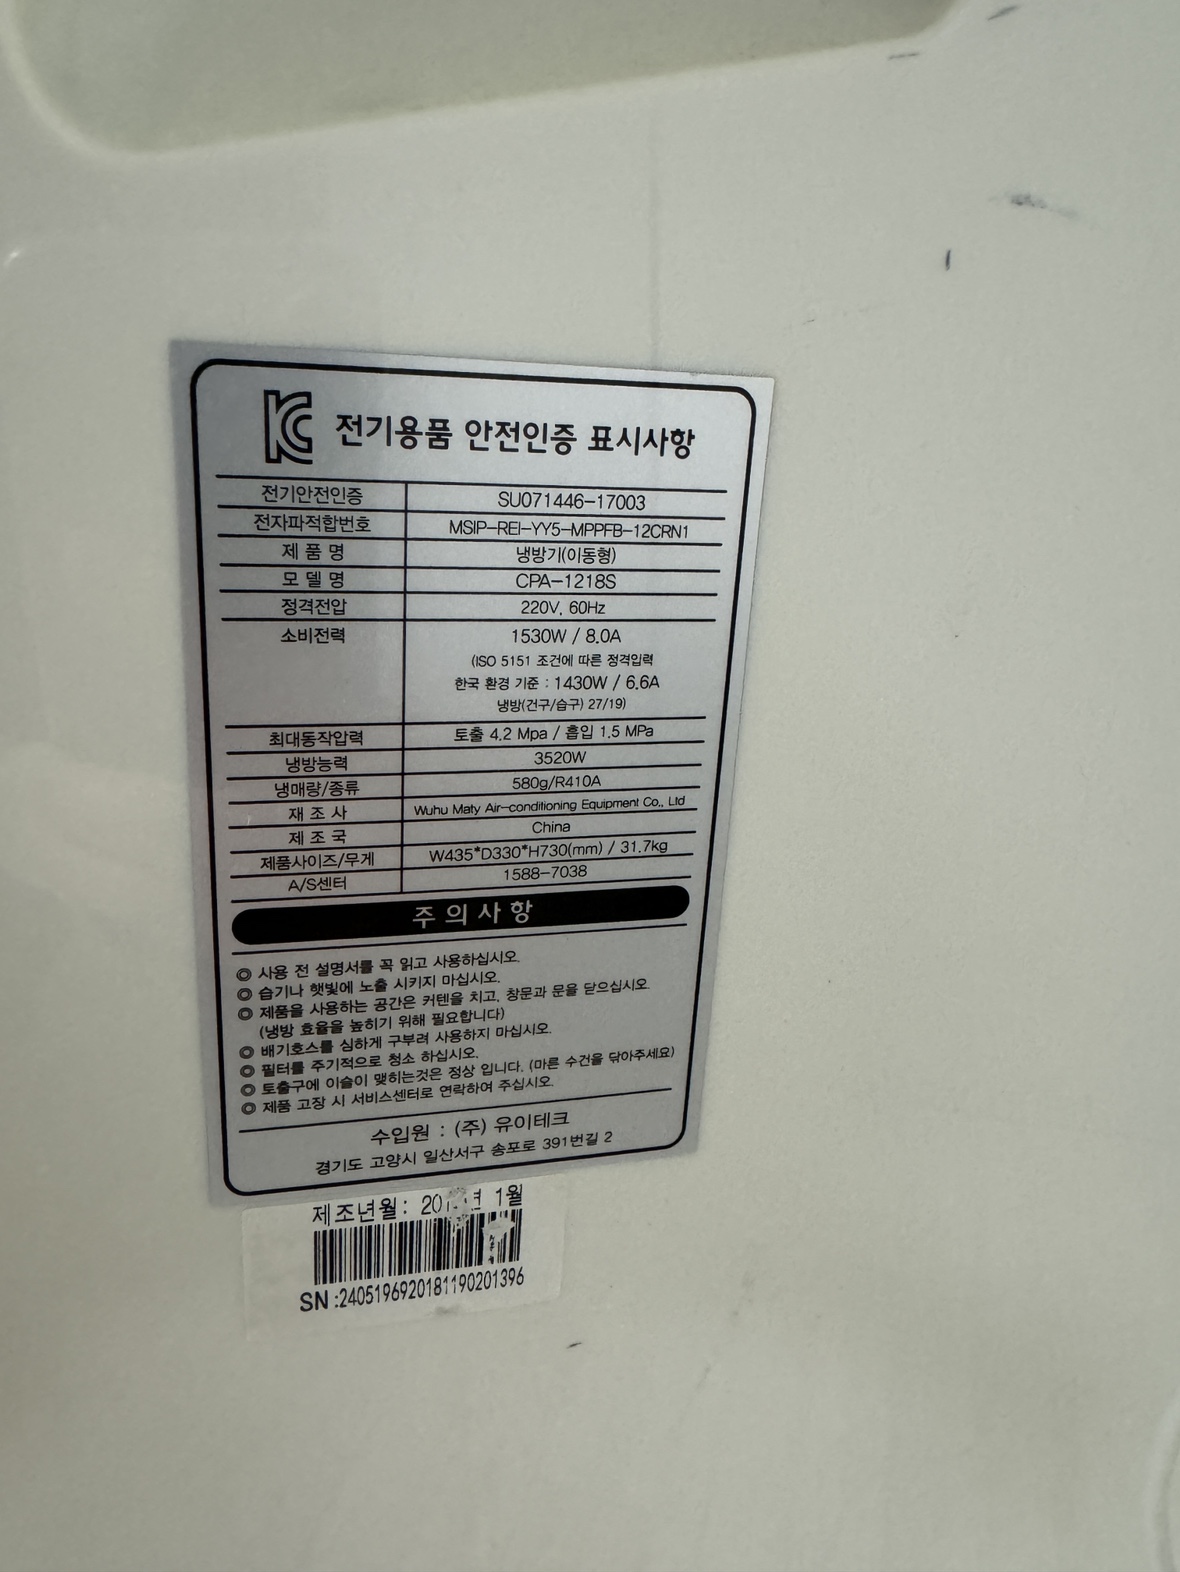 KC 전기용품 안전인증 표시사항
전기안전인증 SU071446-17003
전자파적합번호 MSIP-REI-YY5-MPPFB-12CRN1
제 품 명 냉방기(이동형)
모 델 명 CPA-1218S
정격전압 220V, 60Hz
소비전력 1530W / 8.0A
(ISO 5151 조건에 따른 정격입력
한국 환경 기준 : 1430W / 6.6A
냉방(건구/습구) 27/19)
최대동작압력 토출 4.2 Mpa / 흡입 1.5 MPa
냉방능력 3520W
냉매량/종류 580g/R410A
재 조 사 Wuhu Maty Air-conditioning Equipment Co., Ltd
제 조 국 China
제품사이즈/무게 W435*D330*H730(mm) / 31.7kg
A/S센터 1588-7038
주 의 사 항
◎ 사용 전 설명서를 꼭 읽고 사용하십시오.
◎ 습기나 햇빛에 노출 시키지 마십시오.
◎ 제품을 사용하는 공간은 커텐을 치고, 창문과 문을 닫으십시오.
(냉방 효율을 높히기 위해 필요합니다)
◎ 배기호스를 심하게 구부려 사용하지 마십시오.
◎ 필터를 주기적으로 청소 하십시오.
◎ 토출구에 이슬이 맺히는것은 정상 입니다. (마른 수건을 닦아주세요)
◎ 제품 고장 시 서비스센터로 연락하여 주십시오.
수입원 : (주) 유이테크
경기도 고양시 일산서구 송포로 391번길 2
제조년월: 1월
SN:2405196920181190201396